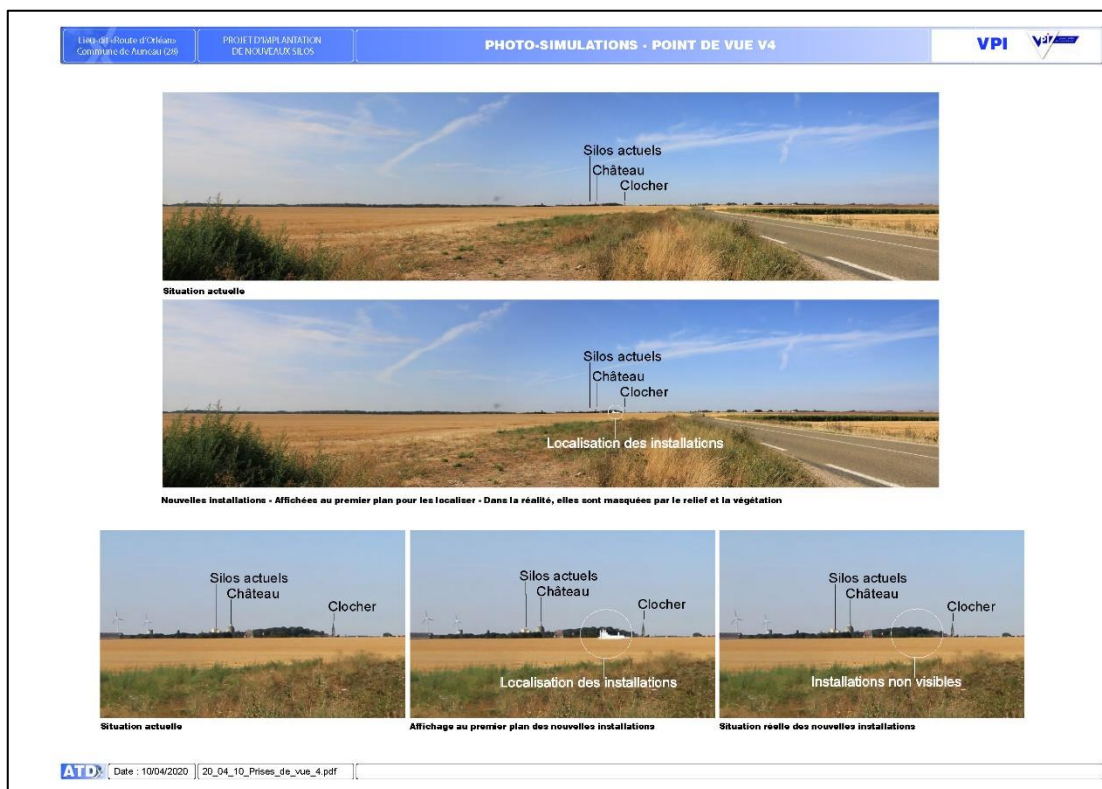 Lieu-dit «Route d'Orléans»
Commune de Auneau (28)
PROJET D'IMPLANTATION
DE NOUVEAUX SILOS
PHOTO-SIMULATIONS - POINT DE VUE V4
VPI
VPI
Silos actuels
Château
Clocher
Situation actuelle
Silos actuels
Château
Clocher
Localisation des installations
Nouvelles installations - Affichées au premier plan pour les localiser - Dans la réalité, elles sont masquées par le relief et la végétation
Silos actuels
Château
Clocher
Situation actuelle
Silos actuels
Château
Clocher
Localisation des installations
Affichage au premier plan des nouvelles installations
Silos actuels
Château
Clocher
Installations non visibles
Situation réelle des nouvelles installations
ATDx
Date : 10/04/2020
20_04_10_Prises_de_vue_4.pdf